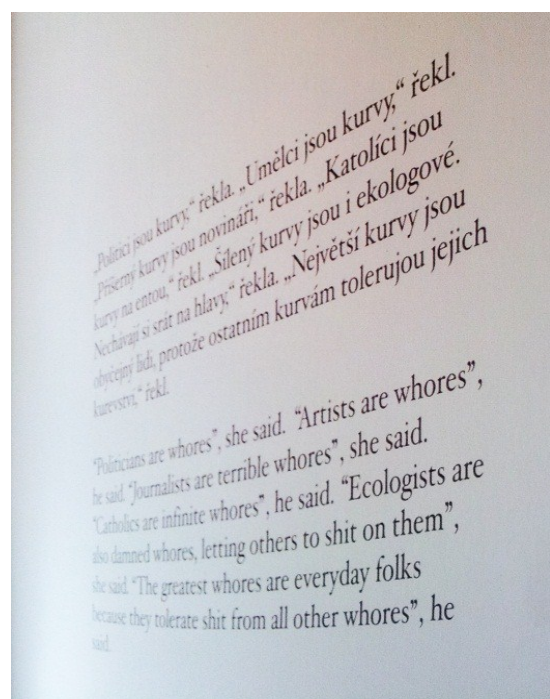 „Politici jsou kurvy,“ řekla. „Umělci jsou kurvy,“ řekl.
„Příšerný kurvy jsou novináři,“ řekla. „Katolíci jsou
kurvy na entou,“ řekl. „Šílený kurvy jsou i ekologové.
Nechávají si srát na hlavy,“ řekla. „Největší kurvy jsou
obyčejný lidi, protože ostatním kurvám tolerujou jejich
kurevství,“ řekl.
“Politicians are whores”, she said. “Artists are whores”,
he said. “Journalists are terrible whores”, she said.
“Catholics are infinite whores”, he said. “Ecologists are
also damned whores, letting others to shit on them”,
she said. “The greatest whores are everyday folks
because they tolerate shit from all other whores”, he
said.